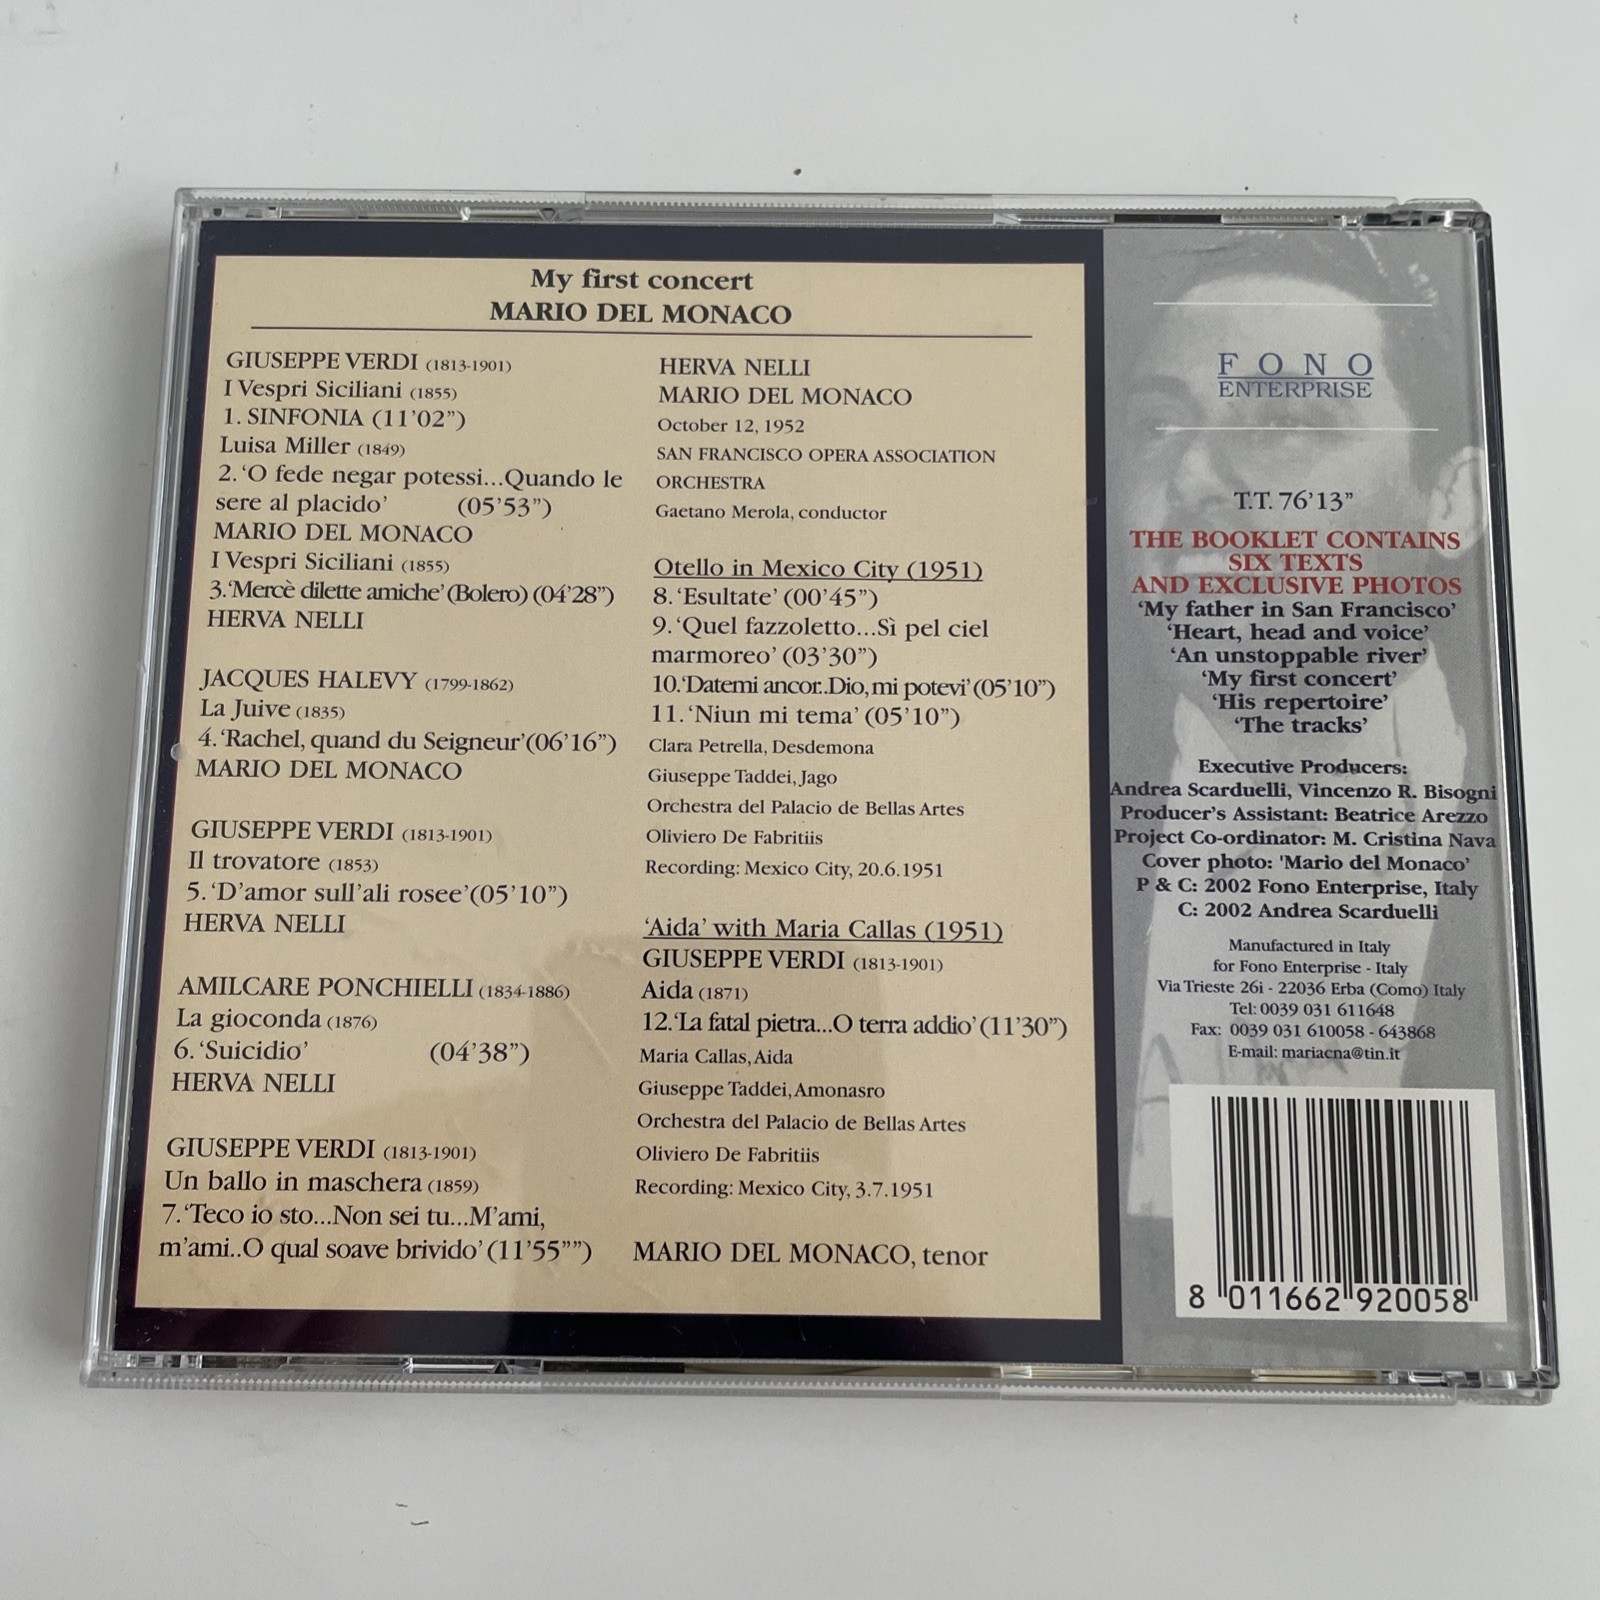 My first concert
MARIO DEL MONACO
GIUSEPPE VERDI (1813-1901)
I Vespri Siciliani (1855)
1. SINFONIA (11'02”)
Luisa Miller (1849)
2.‘O fede negar potessi...Quando le
sere al placido’ (05’53”)
MARIO DEL MONACO
I Vespri Siciliani (1855)
3.‘Mercè dilette amiche’ (Bolero) (04’28”)
HERVA NELLI
JACQUES HALEVY (1799-1862)
La Juive (1835)
4.‘Rachel, quand du Seigneur’(06’16”)
MARIO DEL MONACO
GIUSEPPE VERDI (1813-1901)
Il trovatore (1853)
5. ‘D’amor sull’ali rosee’(05’10”)
HERVA NELLI
AMILCARE PONCHIELLI (1834-1886)
La gioconda (1876)
6.‘Suicidio’ (04’38”)
HERVA NELLI
GIUSEPPE VERDI (1813-1901)
Un ballo in maschera (1859)
7.‘Teco io sto...Non sei tu...M’ami,
m’ami..O qual soave brivido’ (11’55””)
HERVA NELLI
MARIO DEL MONACO
October 12, 1952
SAN FRANCISCO OPERA ASSOCIATION
ORCHESTRA
Gaetano Merola, conductor
Otello in Mexico City (1951)
8. ‘Esultate’ (00’45”)
9. ‘Quel fazzoletto...Sì pel ciel
marmoreo’ (03’30”)
10.‘Datemi ancor..Dio, mi potevi’ (05’10”)
11. ‘Niun mi tema’ (05’10”)
Clara Petrella, Desdemona
Giuseppe Taddei, Jago
Orchestra del Palacio de Bellas Artes
Oliviero De Fabritiis
Recording: Mexico City, 20.6.1951
‘Aida’ with Maria Callas (1951)
GIUSEPPE VERDI (1813-1901)
Aida (1871)
12.‘La fatal pietra...O terra addio’ (11’30”)
Maria Callas, Aida
Giuseppe Taddei, Amonasro
Orchestra del Palacio de Bellas Artes
Oliviero De Fabritiis
Recording: Mexico City, 3.7.1951
MARIO DEL MONACO, tenor
FONO
ENTERPRISE
T.T. 76’13”
THE BOOKLET CONTAINS
SIX TEXTS
AND EXCLUSIVE PHOTOS
‘My father in San Francisco’
‘Heart, head and voice’
‘An unstoppable river’
‘My first concert’
‘His repertoire’
‘The tracks’
Executive Producers:
Andrea Scarduelli, Vincenzo R. Bisogni
Producer’s Assistant: Beatrice Arezzo
Project Co-ordinator: M. Cristina Nava
Cover photo: 'Mario del Monaco’
P & C: 2002 Fono Enterprise, Italy
C: 2002 Andrea Scarduelli
Manufactured in Italy
for Fono Enterprise - Italy
Via Trieste 26i - 22036 Erba (Como) Italy
Tel: 0039 031 611648
Fax: 0039 031 610058 - 643868
E-mail: mariacna@tin.it
8 011662 920058